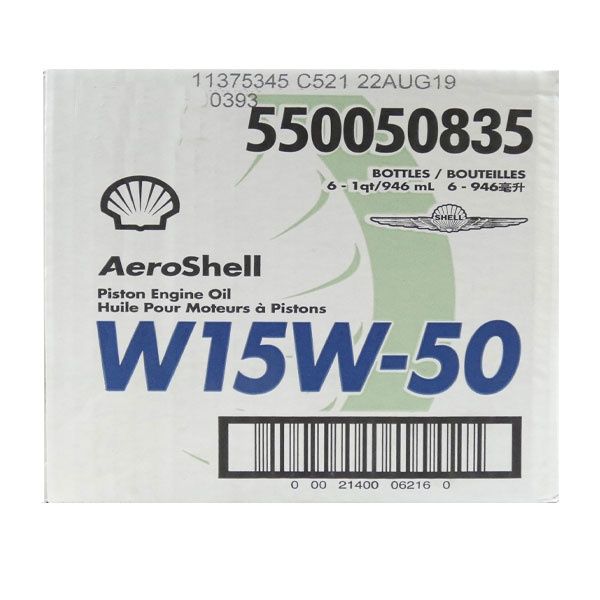 11375345 C521 22AUG19
00393
550050835
BOTTLES / BOUTEILLES
6 - 1qt/946 mL 6 - 946毫升
SHELL
AeroShell
Piston Engine Oil
Huile Pour Moteurs à Pistons
W15W-50
0 00 21400 06216 0